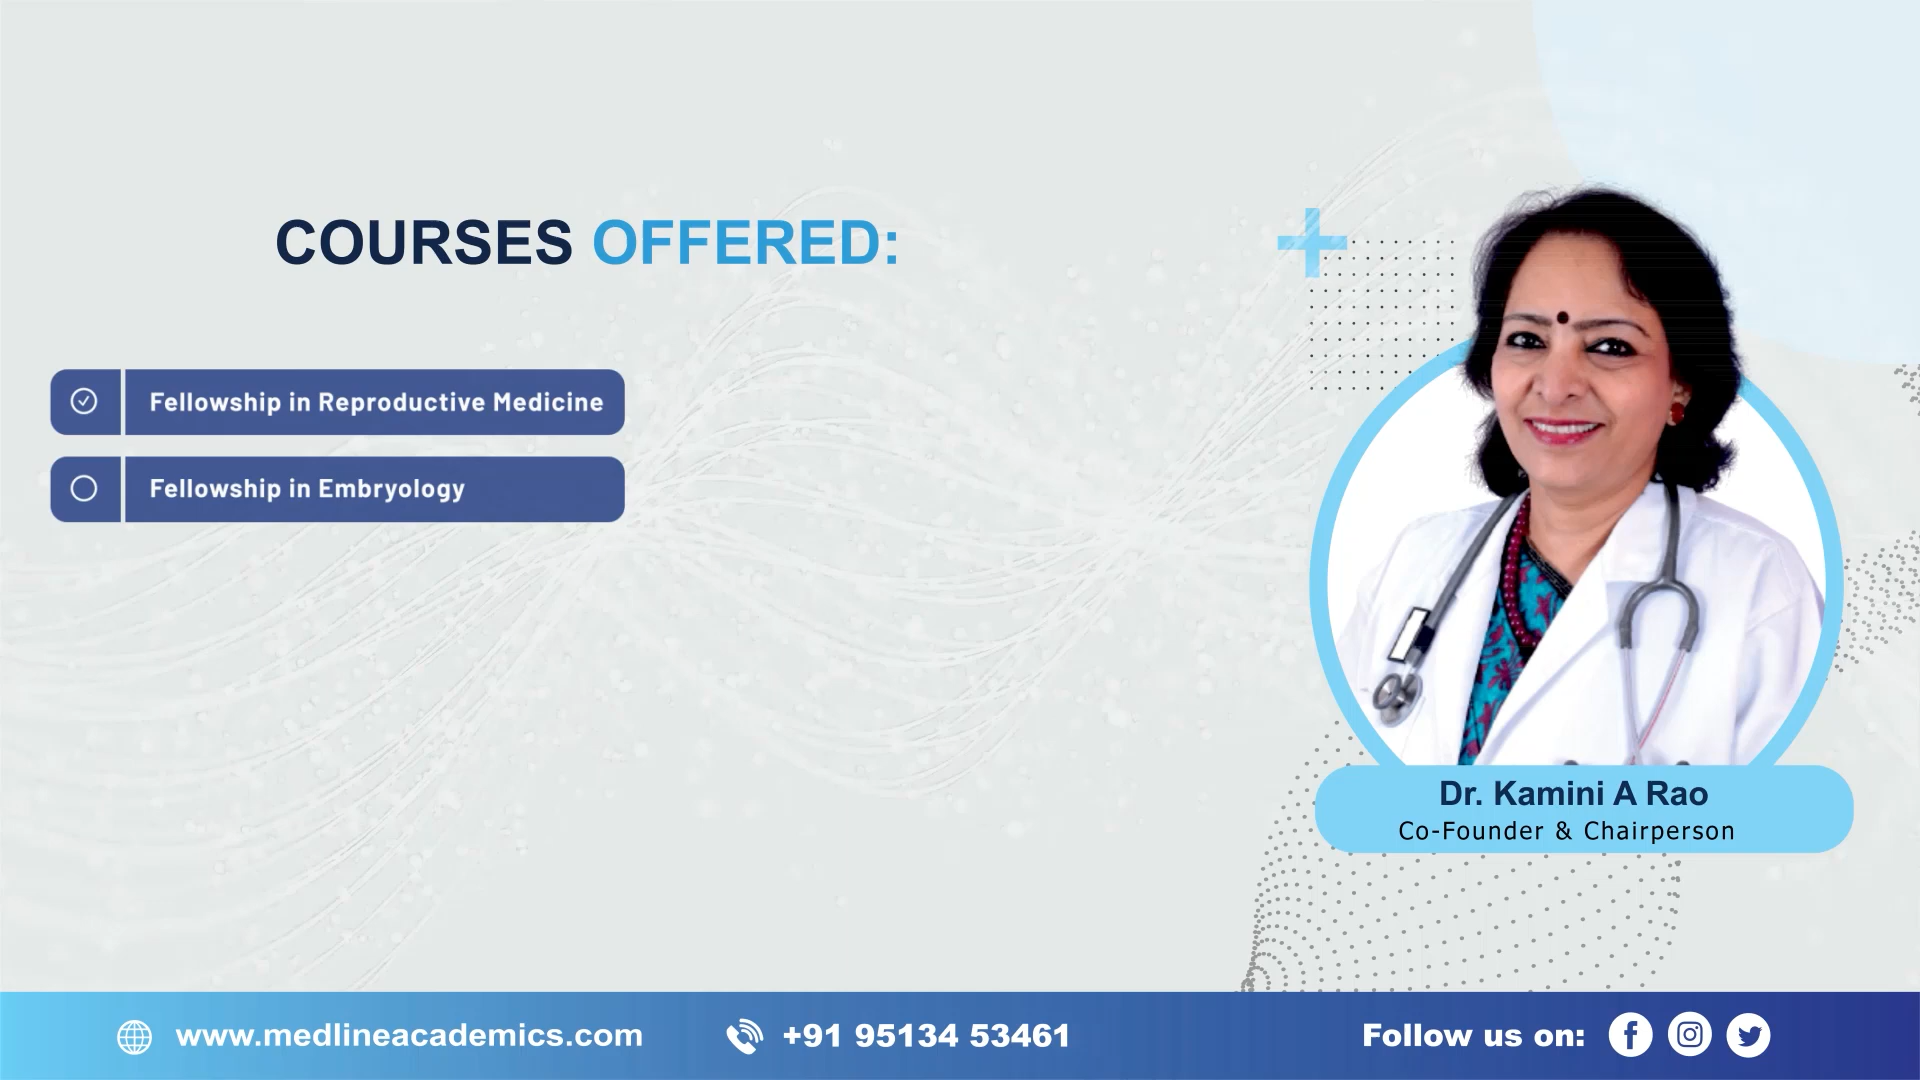 COURSES OFFERED:
Fellowship in Reproductive Medicine
Fellowship in Embryology
Dr. Kamini A Rao
Co-Founder & Chairperson
www.medlineacademics.com
+91 95134 53461
Follow us on: